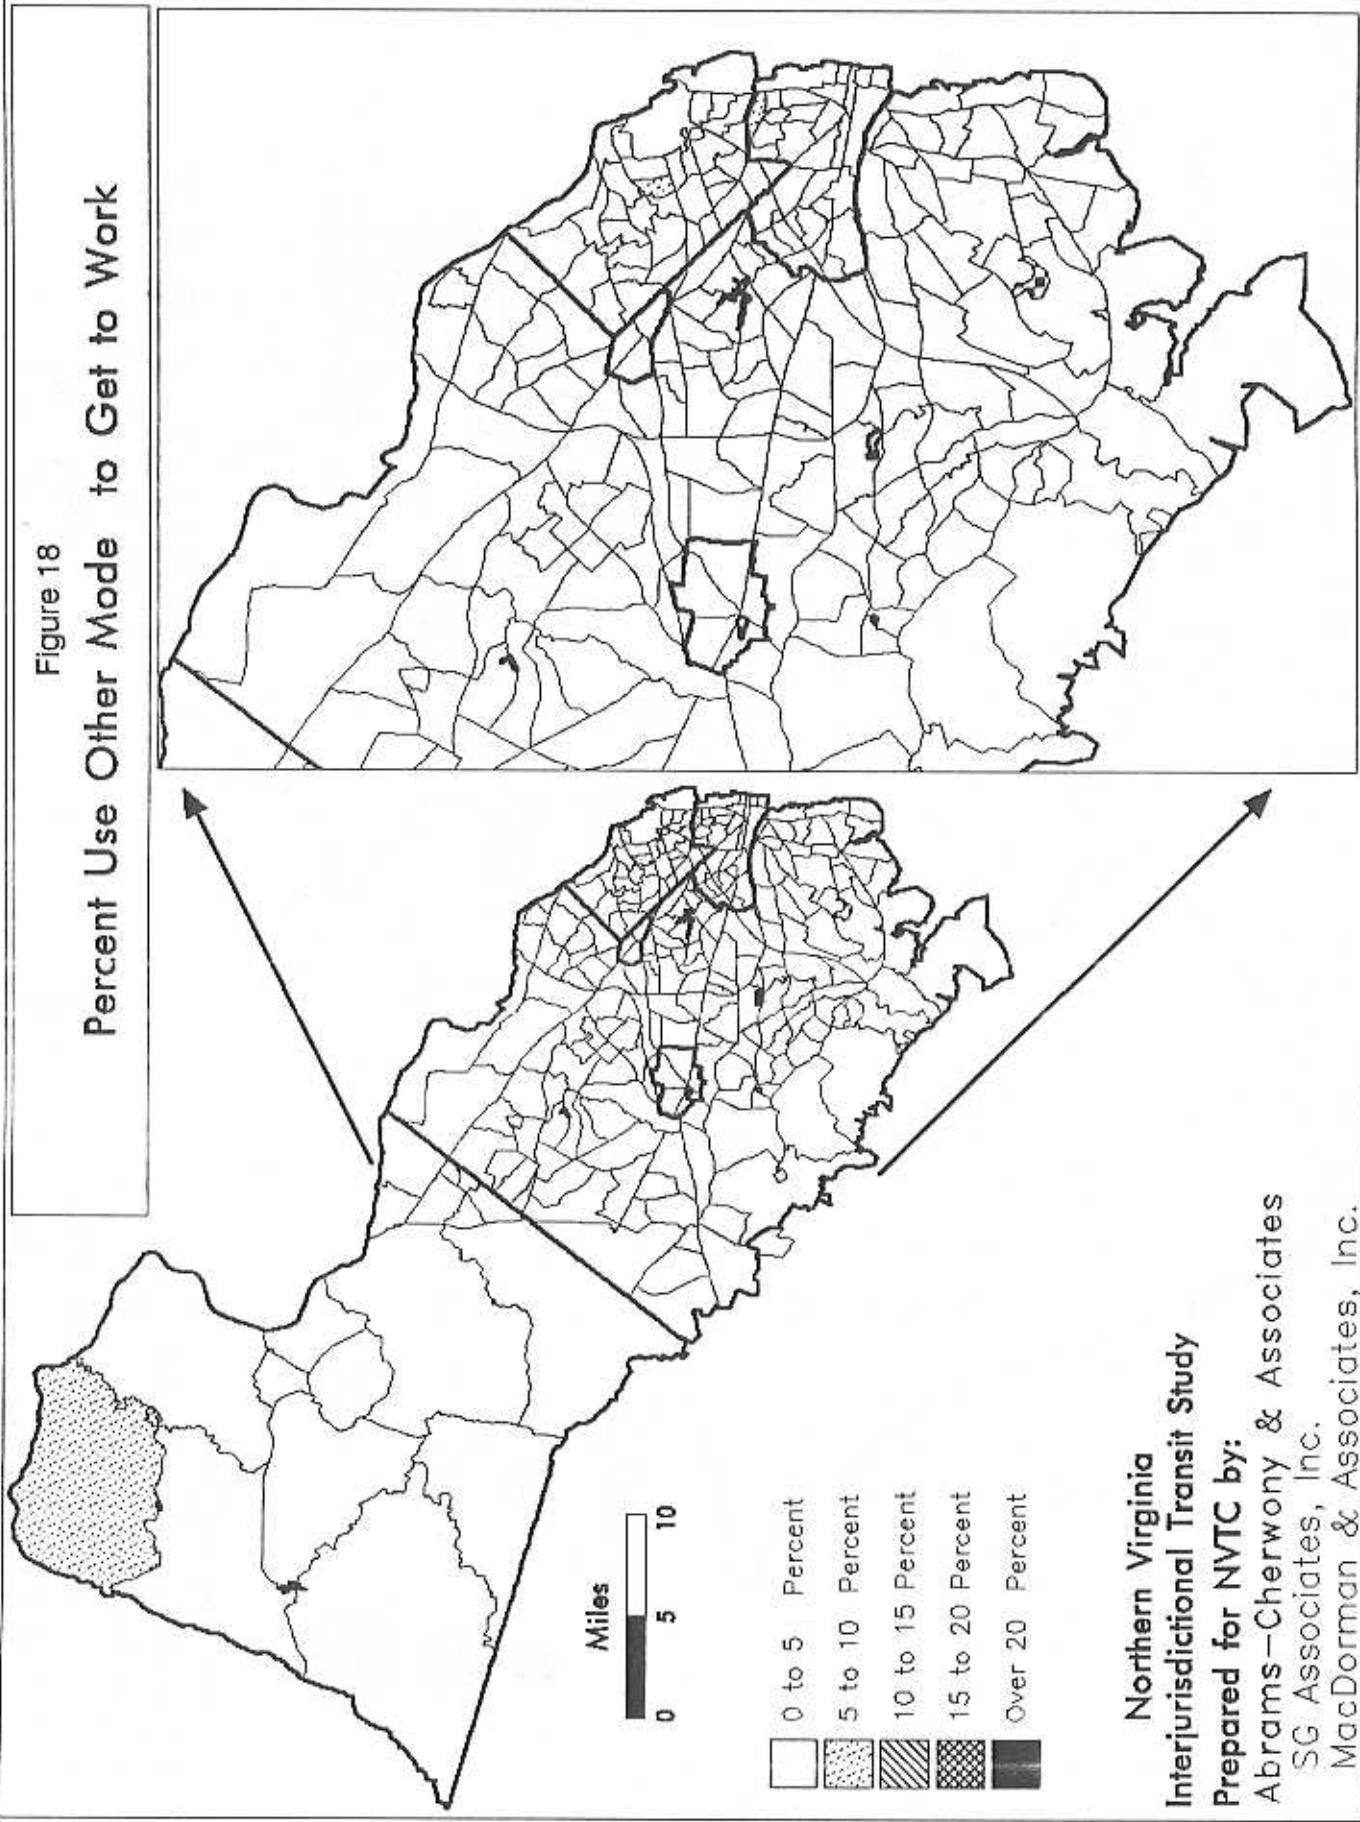 Figure 18
Percent Use Other Mode to Get to Work
Miles
0 5 10
0 to 5 Percent
5 to 10 Percent
10 to 15 Percent
15 to 20 Percent
Over 20 Percent
Northern Virginia
Interjurisdictional Transit Study
Prepared for NVTC by:
Abrams-Cherwony & Associates
SG Associates, Inc.
MacDorman & Associates, Inc.